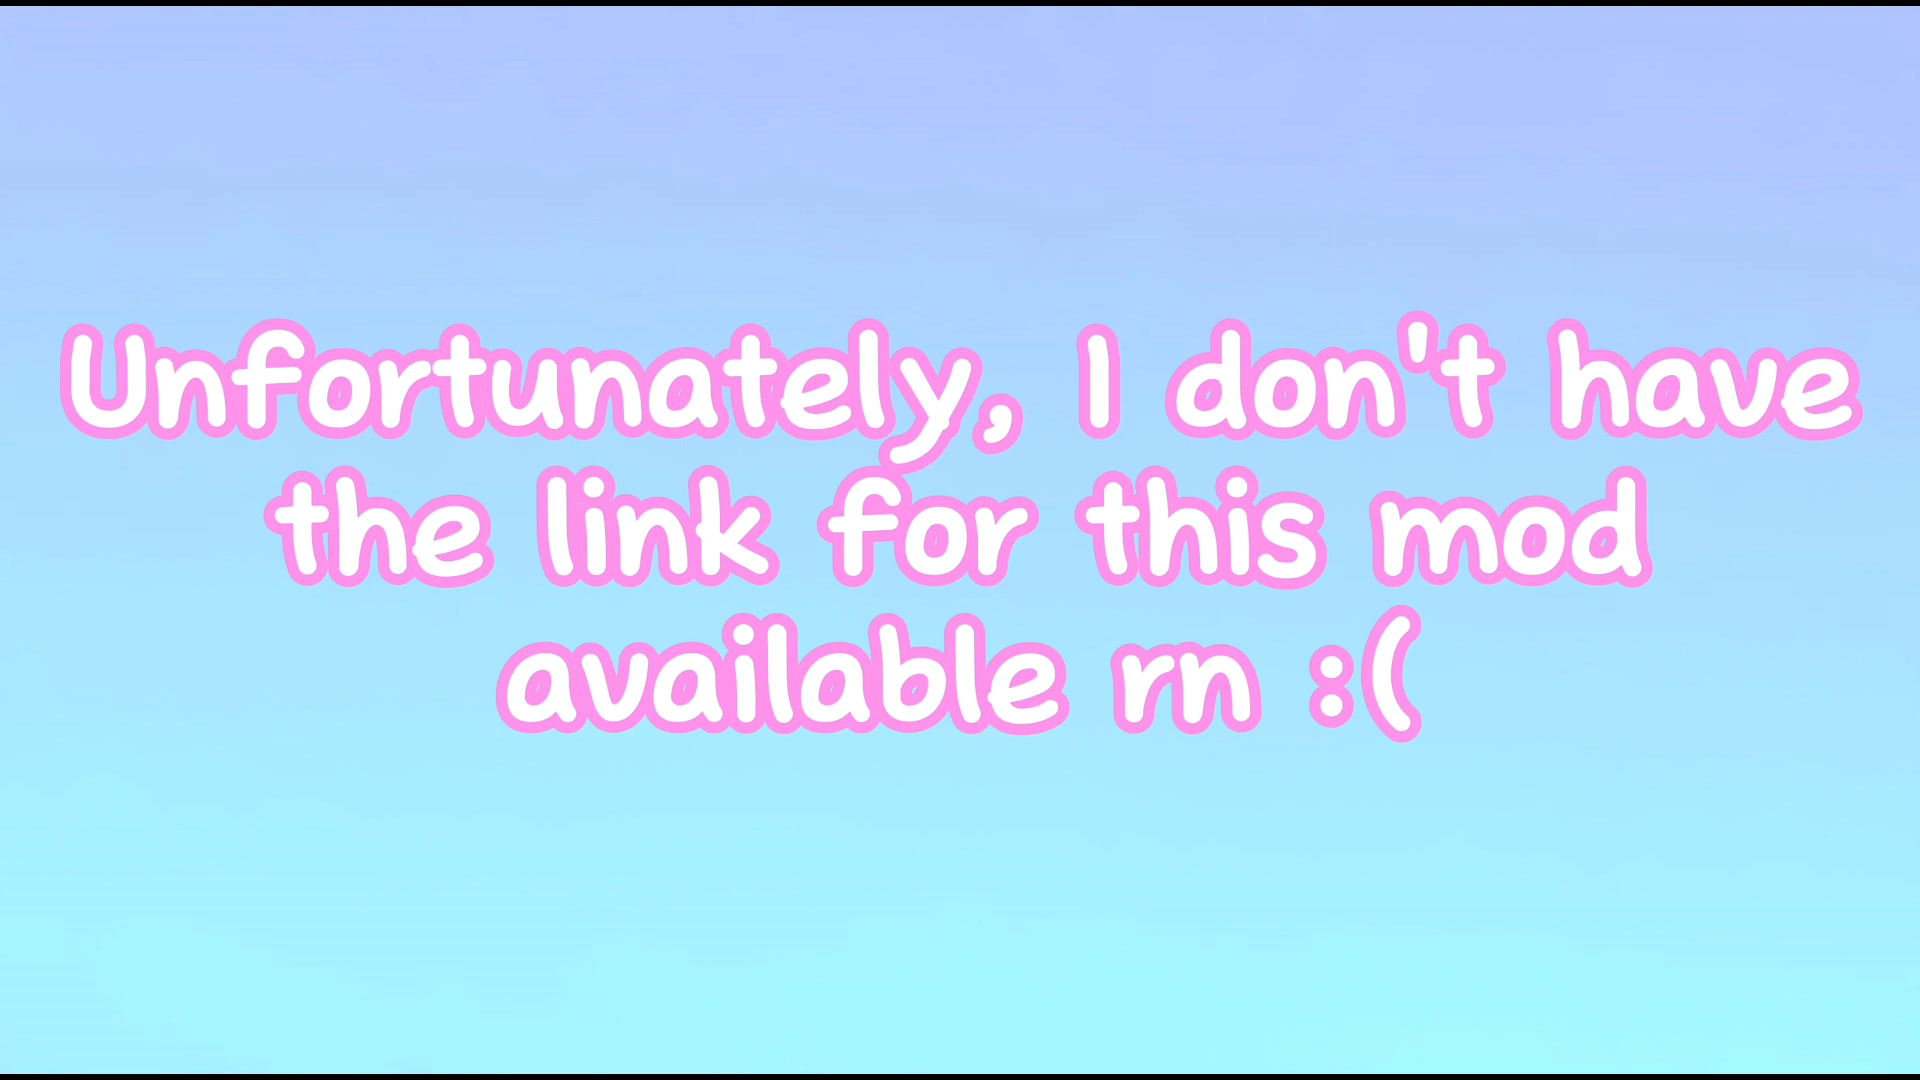 Unfortunately, I don't have
the link for this mod
available rn :(